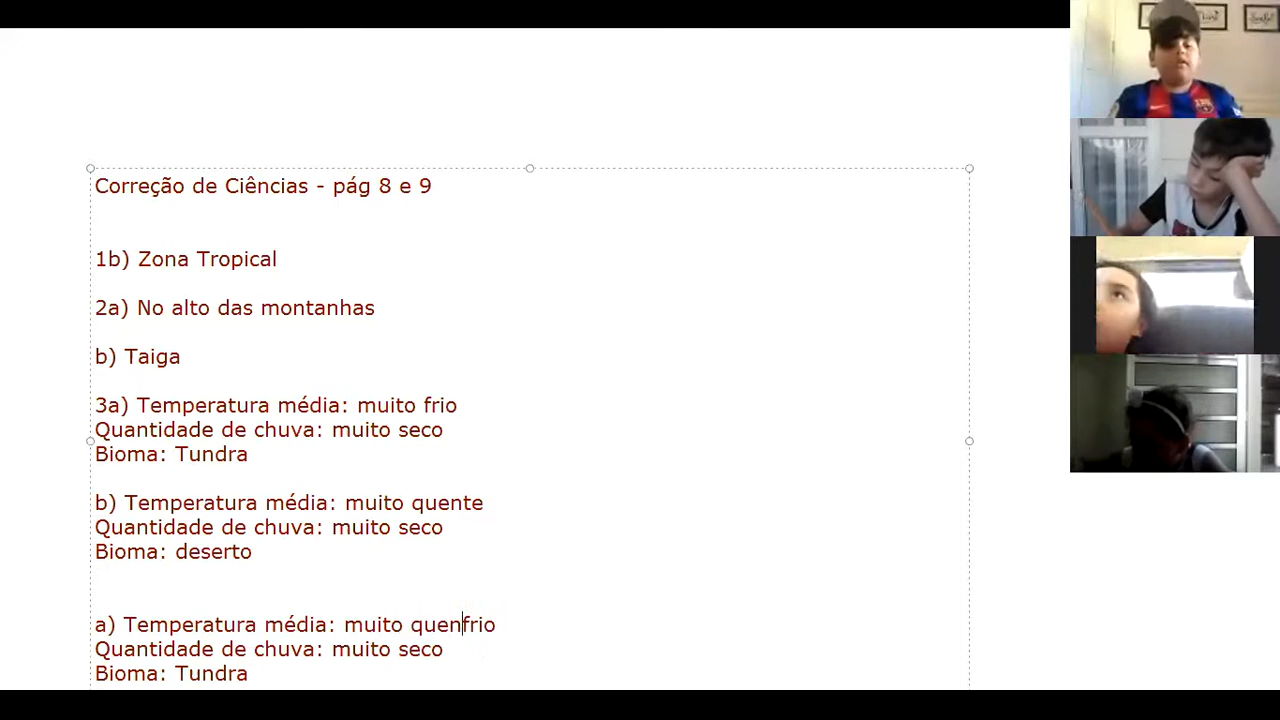 Correção de Ciências - pág 8 e 9
1b) Zona Tropical
2a) No alto das montanhas
b) Taiga
3a) Temperatura média: muito frio
Quantidade de chuva: muito seco
Bioma: Tundra
b) Temperatura média: muito quente
Quantidade de chuva: muito seco
Bioma: deserto
a) Temperatura média: muito quenfrio
Quantidade de chuva: muito seco
Bioma: Tundra